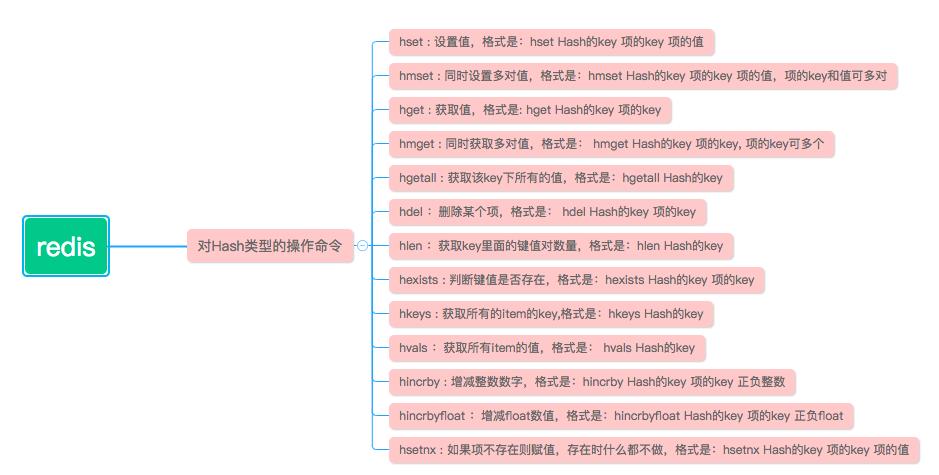 redis
对Hash类型的操作命令
hset : 设置值，格式是：hset Hash的key 项的key 项的值
hmset : 同时设置多对值，格式是：hmset Hash的key 项的key 项的值，项的key和值可多对
hget : 获取值，格式是: hget Hash的key 项的key
hmget : 同时获取多对值，格式是： hmget Hash的key 项的key, 项的key可多个
hgetall : 获取该key下所有的值，格式是：hgetall Hash的key
hdel： 删除某个项，格式是： hdel Hash的key 项的key
hlen： 获取key里面的键值对数量，格式是：hlen Hash的key
hexists : 判断键值是否存在，格式是：hexists Hash的key 项的key
hkeys : 获取所有的item的key,格式是：hkeys Hash的key
hvals： 获取所有item的值，格式是： hvals Hash的key
hincrby : 增减整数数字，格式是：hincrby Hash的key 项的key 正负整数
hincrbyfloat： 增减float数值，格式是：hincrbyfloat Hash的key 项的key 正负float
hsetnx : 如果项不存在则赋值，存在时什么都不做，格式是：hsetnx Hash的key 项的key 项的值